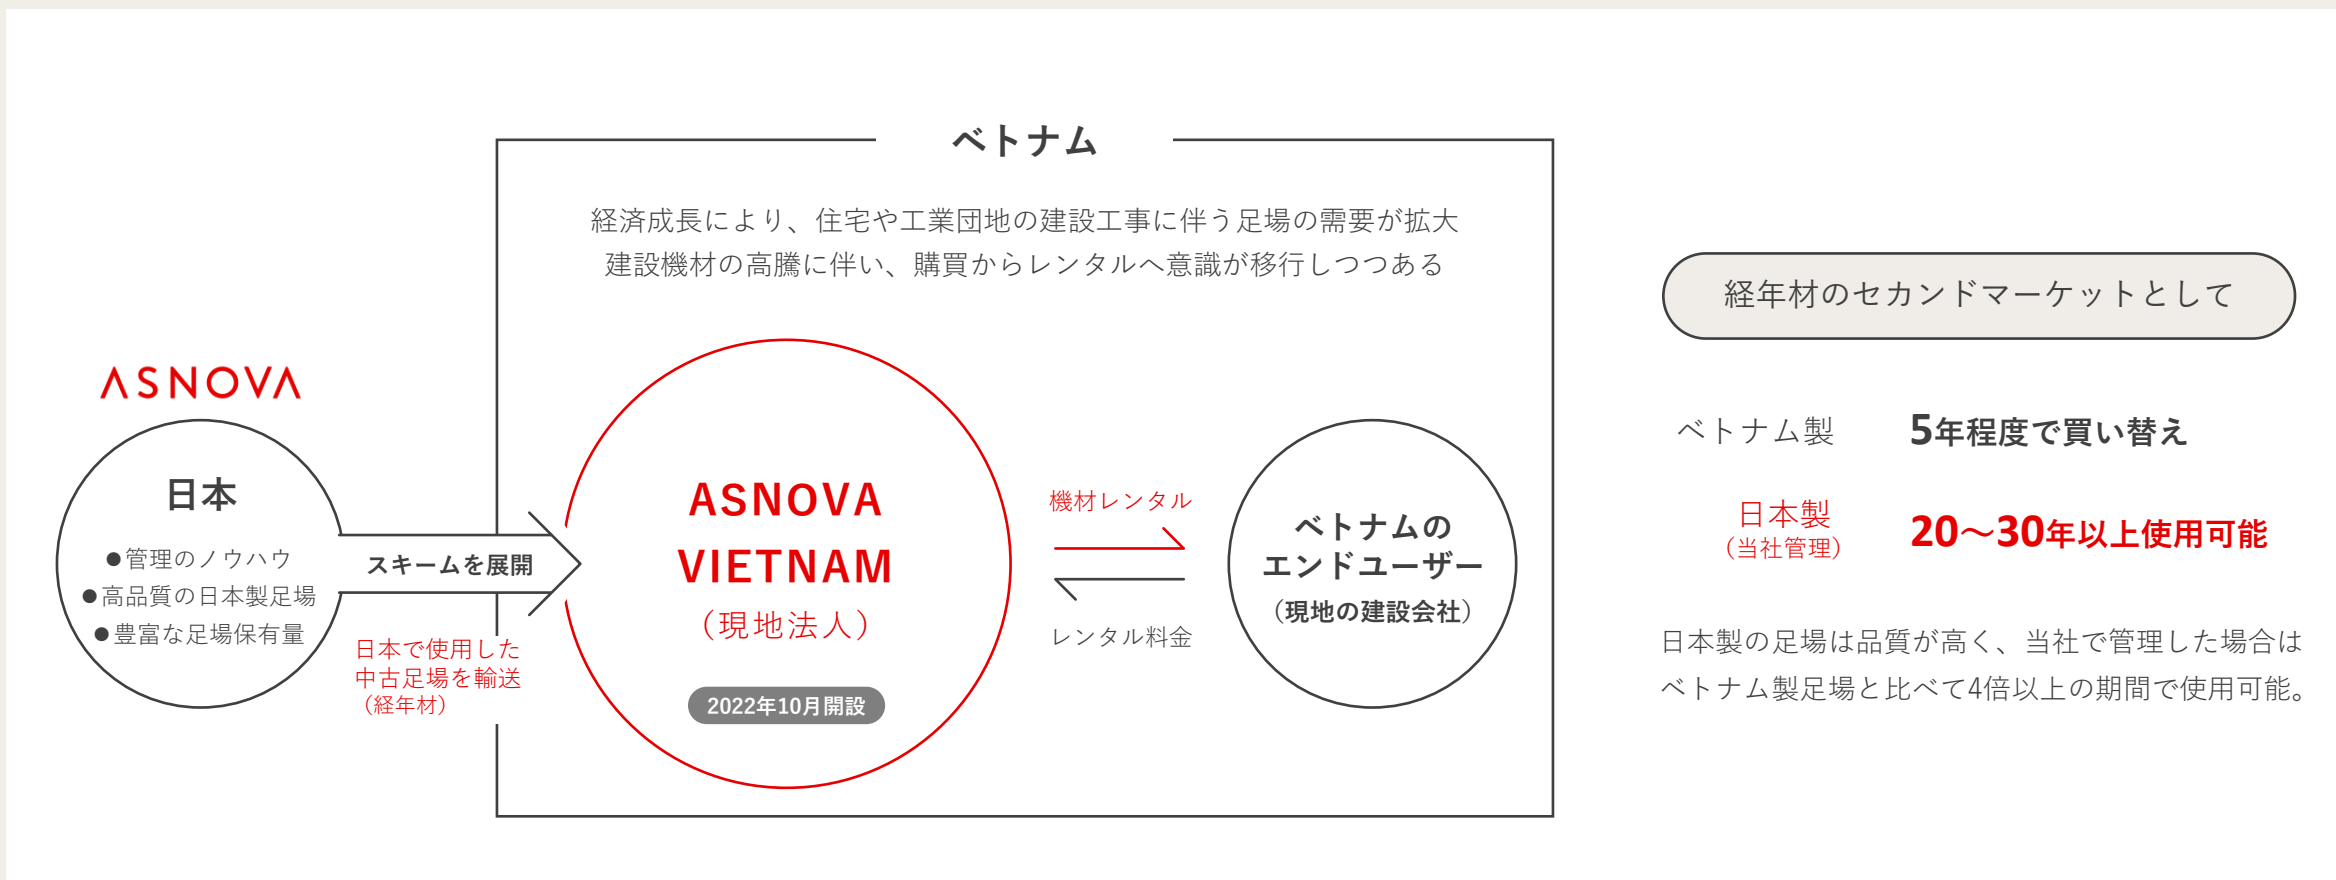 ベトナム
経済成長により、住宅や工業団地の建設工事に伴う足場の需要が拡大
建設機材の高騰に伴い、購買からレンタルへ意識が移行しつつある
ASNOVA
日本
●管理のノウハウ
●高品質の日本製足場
●豊富な足場保有量
スキームを展開
日本で使用した
中古足場を輸送
（経年材）
ASNOVA
VIETNAM
（現地法人）
2022年10月開設
機材レンタル
レンタル料金
ベトナムの
エンドユーザー
（現地の建設会社）
経年材のセカンドマーケットとして
ベトナム製 5年程度で買い替え
日本製 20～30年以上使用可能
（当社管理）
日本製の足場は品質が高く、当社で管理した場合は
ベトナム製足場と比べて4倍以上の期間で使用可能。